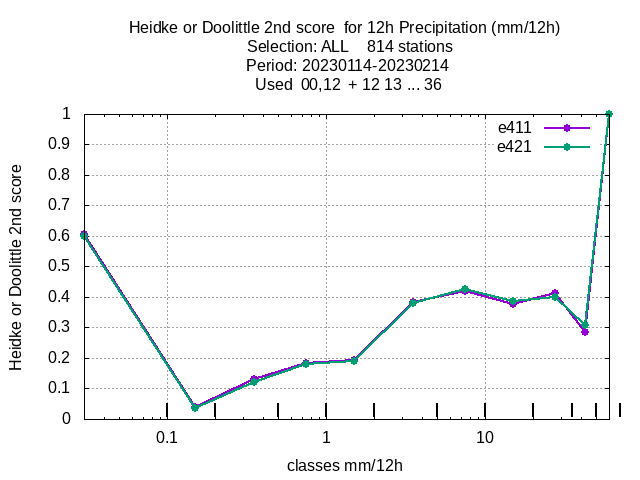 Heidke or Doolittle 2nd score  for 12h Precipitation (mm/12h)
Selection: ALL    814 stations
Period: 20230114-20230214
Used  00,12  + 12 13 ... 36
e411
e421
1
0.9
0.8
0.7
0.6
0.5
0.4
0.3
0.2
0.1
0
Heidke or Doolittle 2nd score
0.1
1
10
classes mm/12h